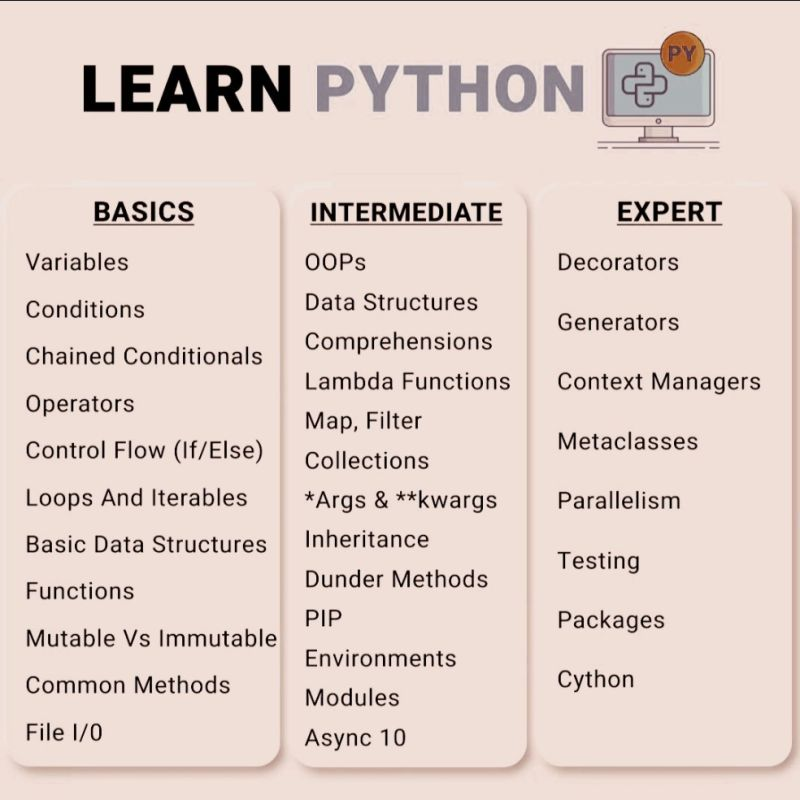 LEARN PYTHON
PY
BASICS
Variables
Conditions
Chained Conditionals
Operators
Control Flow (If/Else)
Loops And Iterables
Basic Data Structures
Functions
Mutable Vs Immutable
Common Methods
File I/0
INTERMEDIATE
OOPs
Data Structures
Comprehensions
Lambda Functions
Map, Filter
Collections
*Args & **kwargs
Inheritance
Dunder Methods
PIP
Environments
Modules
Async 10
EXPERT
Decorators
Generators
Context Managers
Metaclasses
Parallelism
Testing
Packages
Cython